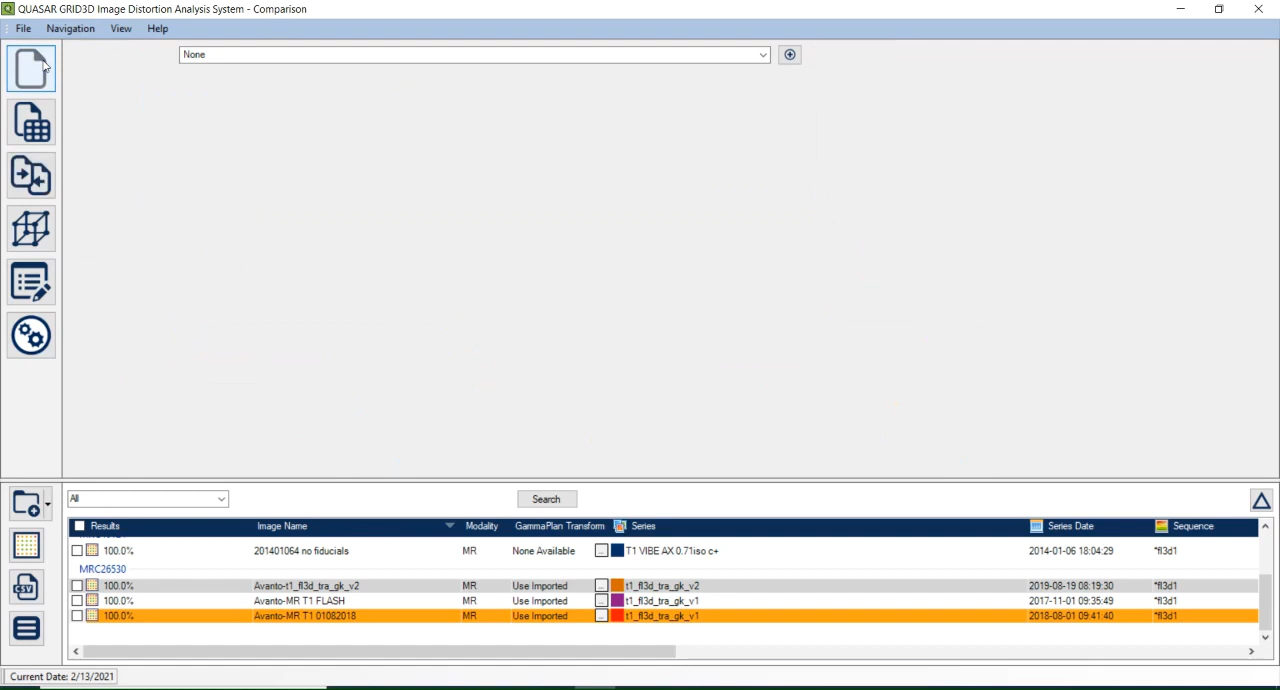 QUASAR GRID3D Image Distortion Analysis System - Comparison
File Navigation View Help
None
All Search
Results Image Name Modality GammaPlan Transform Series Series Date Sequence
100.0% 201401064 no fiducials MR None Available ... T1 VIBE AX 0.71iso c+ 2014-01-06 18:04:29 *fl3d1
MRC26530
100.0% Avanto-t1_fl3d_tra_gk_v2 MR Use Imported ... t1_fl3d_tra_gk_v2 2019-08-19 08:19:30 *fl3d1
100.0% Avanto-MR T1 FLASH MR Use Imported ... t1_fl3d_tra_gk_v1 2017-11-01 09:35:49 *fl3d1
100.0% Avanto-MR T1 01082018 MR Use Imported ... t1_fl3d_tra_gk_v1 2018-08-01 09:41:40 *fl3d1
CSV
Current Date: 2/13/2021